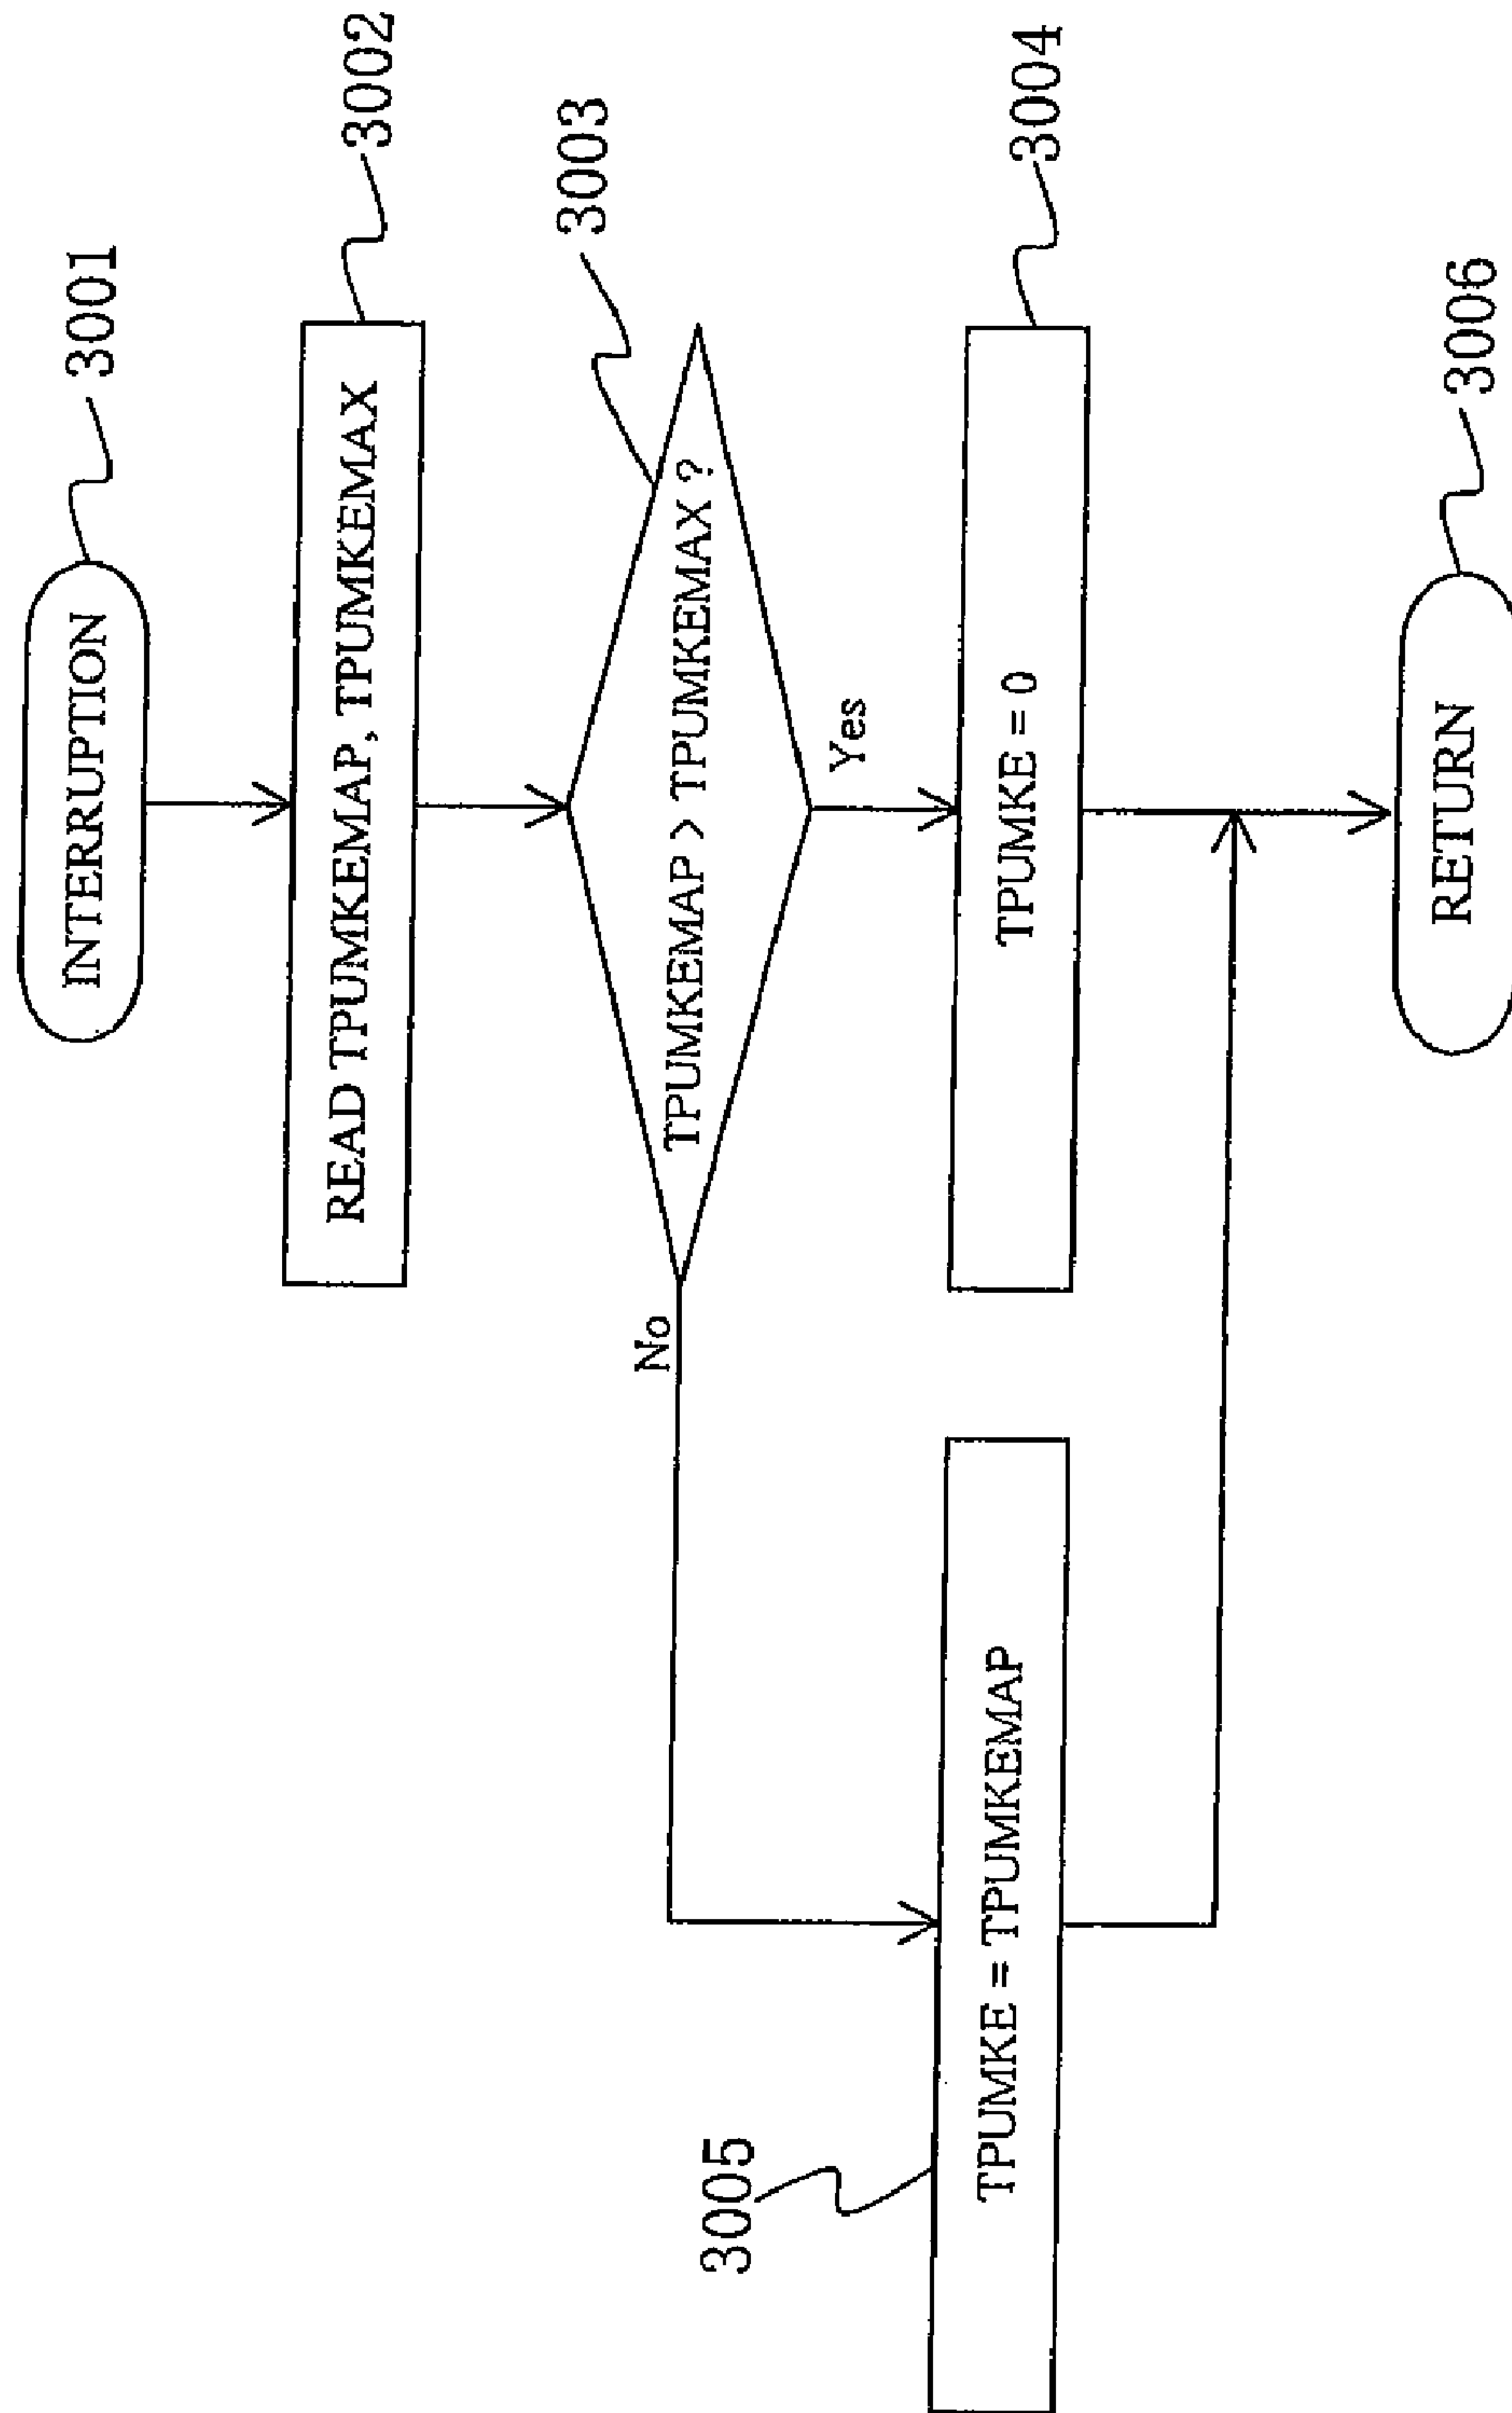 INTERRUPTION
3001
READ TPUMKEMAP, TPUMKEMAX
3002
TPUMKEMAP > TPUMKEMAX ?
3003
No
Yes
TPUMKE = 0
3004
3005
TPUMKE = TPUMKEMAP
RETURN
3006